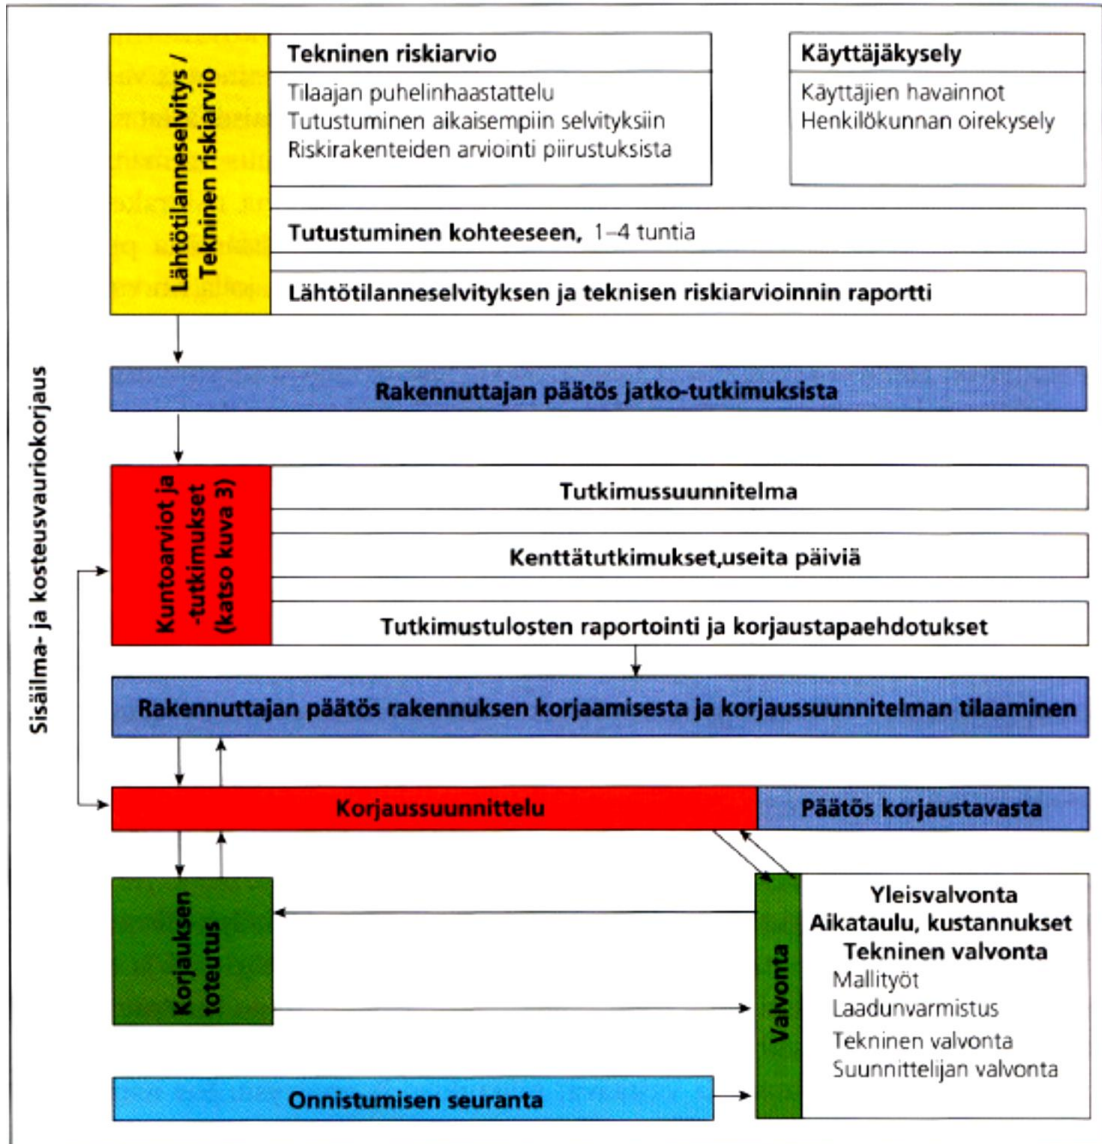 Sisäilma- ja kosteusvauriokorjaus
Lähtötilanneselvitys /
Tekninen riskiarvio
Tekninen riskiarvio
Tilaajan puhelinhaastattelu
Tutustuminen aikaisempiin selvityksiin
Riskirakenteiden arviointi piirustuksista
Käyttäjäkysely
Käyttäjien havainnot
Henkilökunnan oirekysely
Tutustuminen kohteeseen, 1–4 tuntia
Lähtötilanneselvityksen ja teknisen riskiarvioinnin raportti
Rakennuttajan päätös jatko-tutkimuksista
Kuntoarviot ja
-tutkimukset
(katso kuva 3)
Tutkimussuunnitelma
Kenttätutkimukset,useita päiviä
Tutkimustulosten raportointi ja korjaustapaehdotukset
Rakennuttajan päätös rakennuksen korjaamisesta ja korjaussuunnitelman tilaaminen
Korjaussuunnittelu
Päätös korjaustavasta
Korjauksen
toteutus
Valvonta
Yleisvalvonta
Aikataulu, kustannukset
Tekninen valvonta
Mallityöt
Laadunvarmistus
Tekninen valvonta
Suunnittelijan valvonta
Onnistumisen seuranta